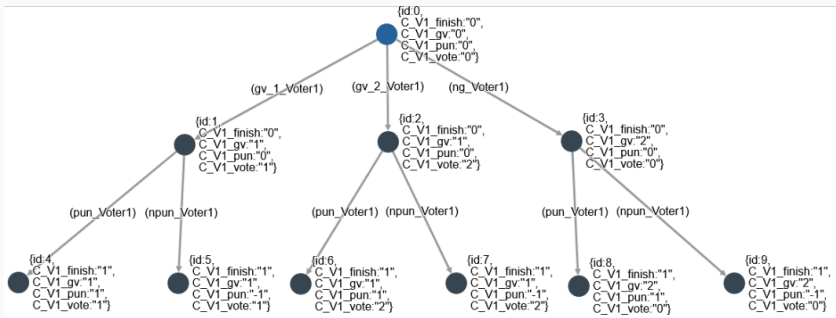 {id:0,
C_V1_finish:"0",
C_V1_gv:"0",
C_V1_pun:"0",
C_V1_vote:"0"}
(gv_1_Voter1)
(gv_2_Voter1)
(ng_Voter1)
{id:1,
C_V1_finish:"0",
C_V1_gv:"1",
C_V1_pun:"0",
C_V1_vote:"1"}
{id:2,
C_V1_finish:"0",
C_V1_gv:"1",
C_V1_pun:"0",
C_V1_vote:"2"}
{id:3,
C_V1_finish:"0",
C_V1_gv:"2",
C_V1_pun:"0",
C_V1_vote:"0"}
(pun_Voter1)
(npun_Voter1)
(pun_Voter1)
(npun_Voter1)
(pun_Voter1)
(npun_Voter1)
{id:4,
C_V1_finish:"1",
C_V1_gv:"1",
C_V1_pun:"1",
C_V1_vote:"1"}
{id:5,
C_V1_finish:"1",
C_V1_gv:"1",
C_V1_pun:"-1",
C_V1_vote:"1"}
{id:6,
C_V1_finish:"1",
C_V1_gv:"1",
C_V1_pun:"1",
C_V1_vote:"2"}
{id:7,
C_V1_finish:"1",
C_V1_gv:"1",
C_V1_pun:"-1",
C_V1_vote:"2"}
{id:8,
C_V1_finish:"1",
C_V1_gv:"2",
C_V1_pun:"1",
C_V1_vote:"0"}
{id:9,
C_V1_finish:"1",
C_V1_gv:"2",
C_V1_pun:"-1",
C_V1_vote:"0"}